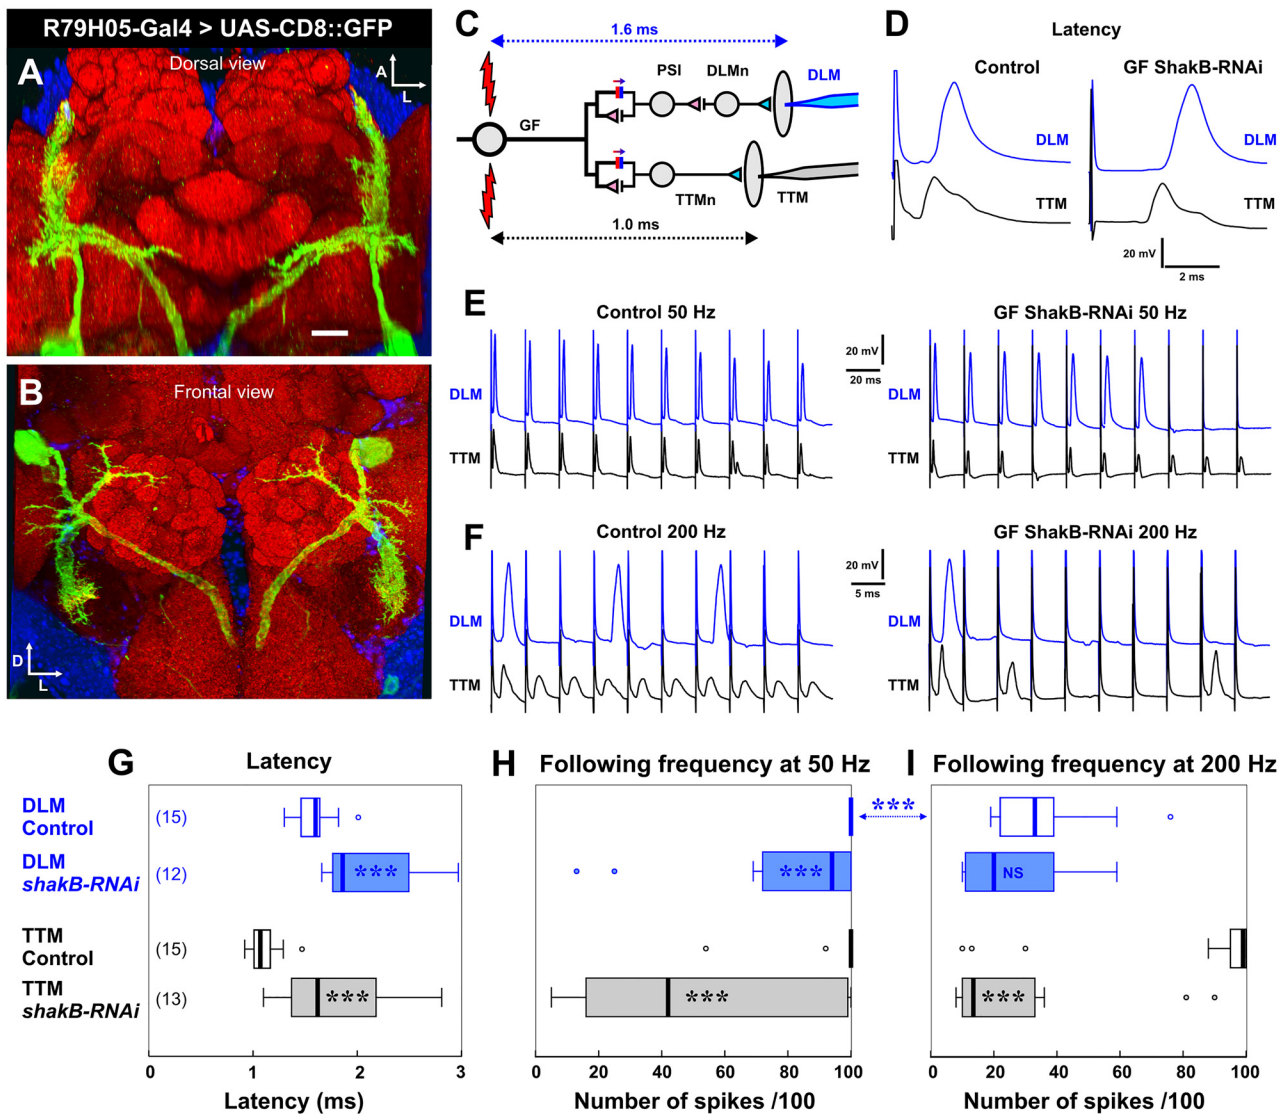 R79H05-Gal4 > UAS-CD8::GFP
A
Dorsal view
A
L
B
Frontal view
D
L
C
1.6 ms
PSI
DLMn
DLM
GF
TTMn
TTM
1.0 ms
D
Latency
Control
GF ShakB-RNAi
DLM
DLM
TTM
TTM
20 mV
2 ms
E
Control 50 Hz
GF ShakB-RNAi 50 Hz
20 mV
20 ms
DLM
DLM
TTM
TTM
F
Control 200 Hz
GF ShakB-RNAi 200 Hz
20 mV
5 ms
DLM
DLM
TTM
TTM
G
Latency
DLM
Control
(15)
DLM
shakB-RNAi
(12)
***
TTM
Control
(15)
TTM
shakB-RNAi
(13)
***
0 1 2 3
Latency (ms)
H
Following frequency at 50 Hz
***
***
***
0 20 40 60 80 100
Number of spikes /100
I
Following frequency at 200 Hz
NS
***
0 20 40 60 80 100
Number of spikes /100